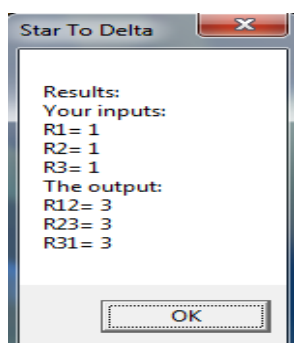 Star To Delta
Results:
Your inputs:
R1= 1
R2= 1
R3= 1
The output:
R12= 3
R23= 3
R31= 3
OK